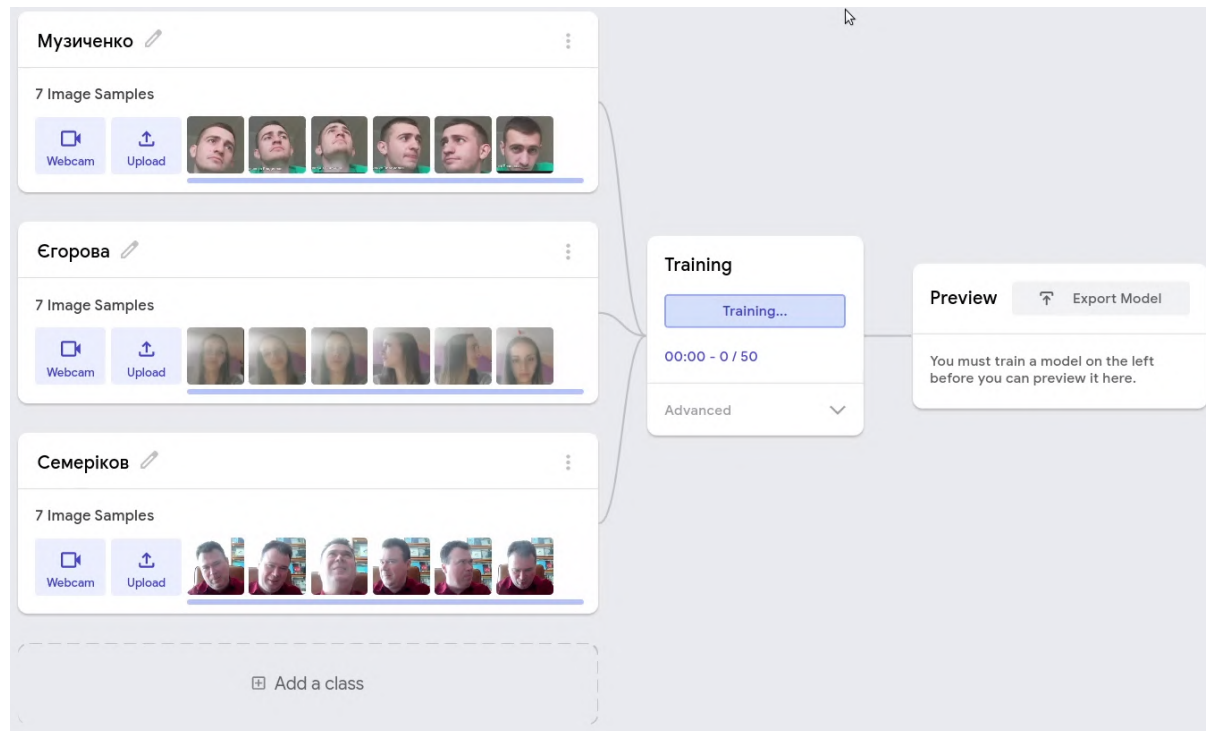 Музиченко
7 Image Samples
Webcam
Upload
Єгорова
7 Image Samples
Webcam
Upload
Семеріков
7 Image Samples
Webcam
Upload
Add a class
Training
Training...
00:00 - 0 / 50
Advanced
Preview
Export Model
You must train a model on the left
before you can preview it here.